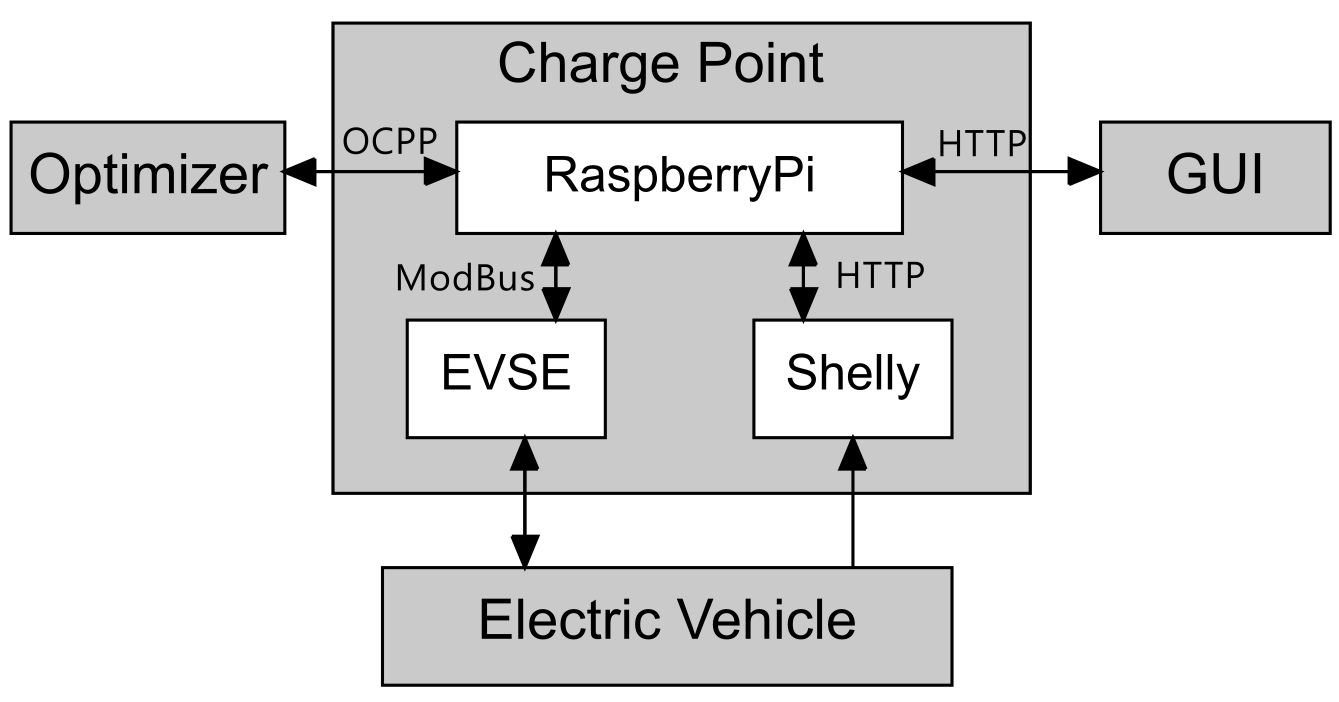 Charge Point
Optimizer
OCPP
RaspberryPi
HTTP
GUI
ModBus
HTTP
EVSE
Shelly
Electric Vehicle